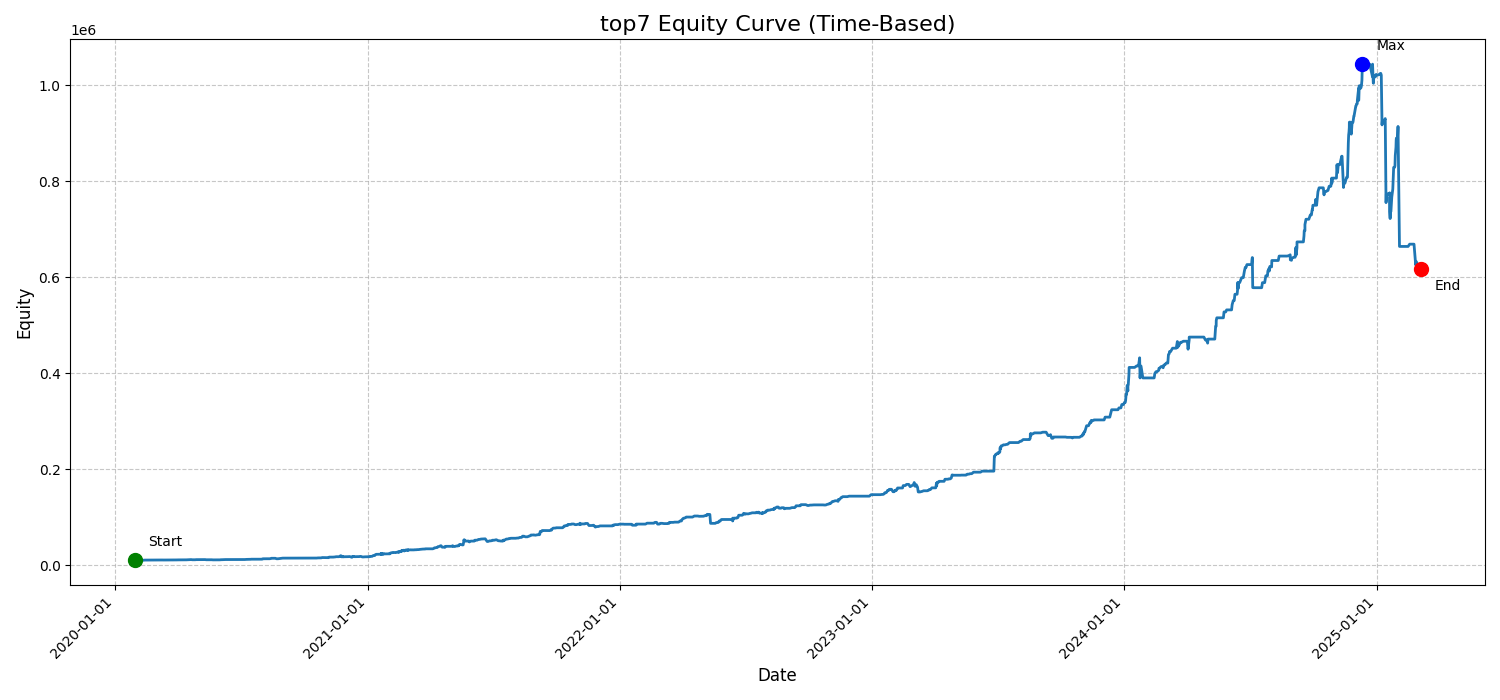 top7 Equity Curve (Time-Based)
1e6
Max
1.0
0.8
0.6
End
Equity
0.4
0.2
Start
0.0
2020-01-01
2021-01-01
2022-01-01
2023-01-01
2024-01-01
2025-01-01
Date